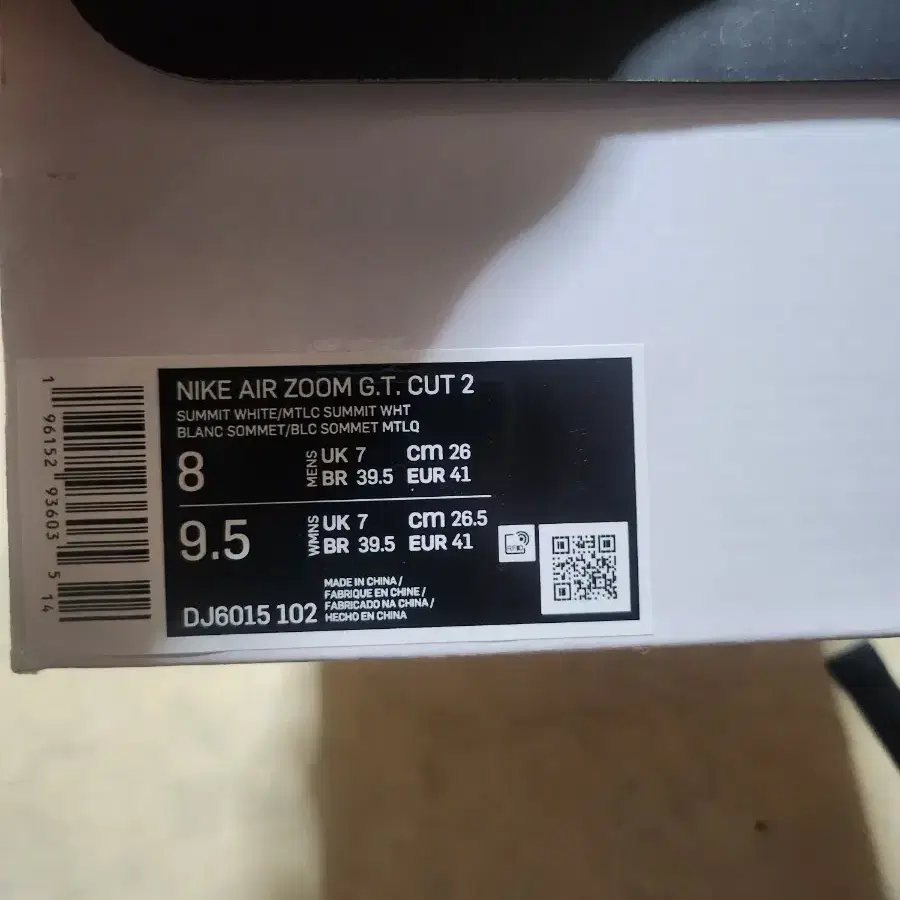 NIKE AIR ZOOM G.T. CUT 2
SUMMIT WHITE/MTLC SUMMIT WHT
BLANC SOMMET/BLC SOMMET MTLQ
8 MENS UK 7 cm 26
BR 39.5 EUR 41
9.5 WMNS UK 7 cm 26.5
BR 39.5 EUR 41
RFID
MADE IN CHINA /
FABRIQUE EN CHINE /
FABRICADO NA CHINA /
HECHO EN CHINA
DJ6015 102
1 96152 93603 5 14